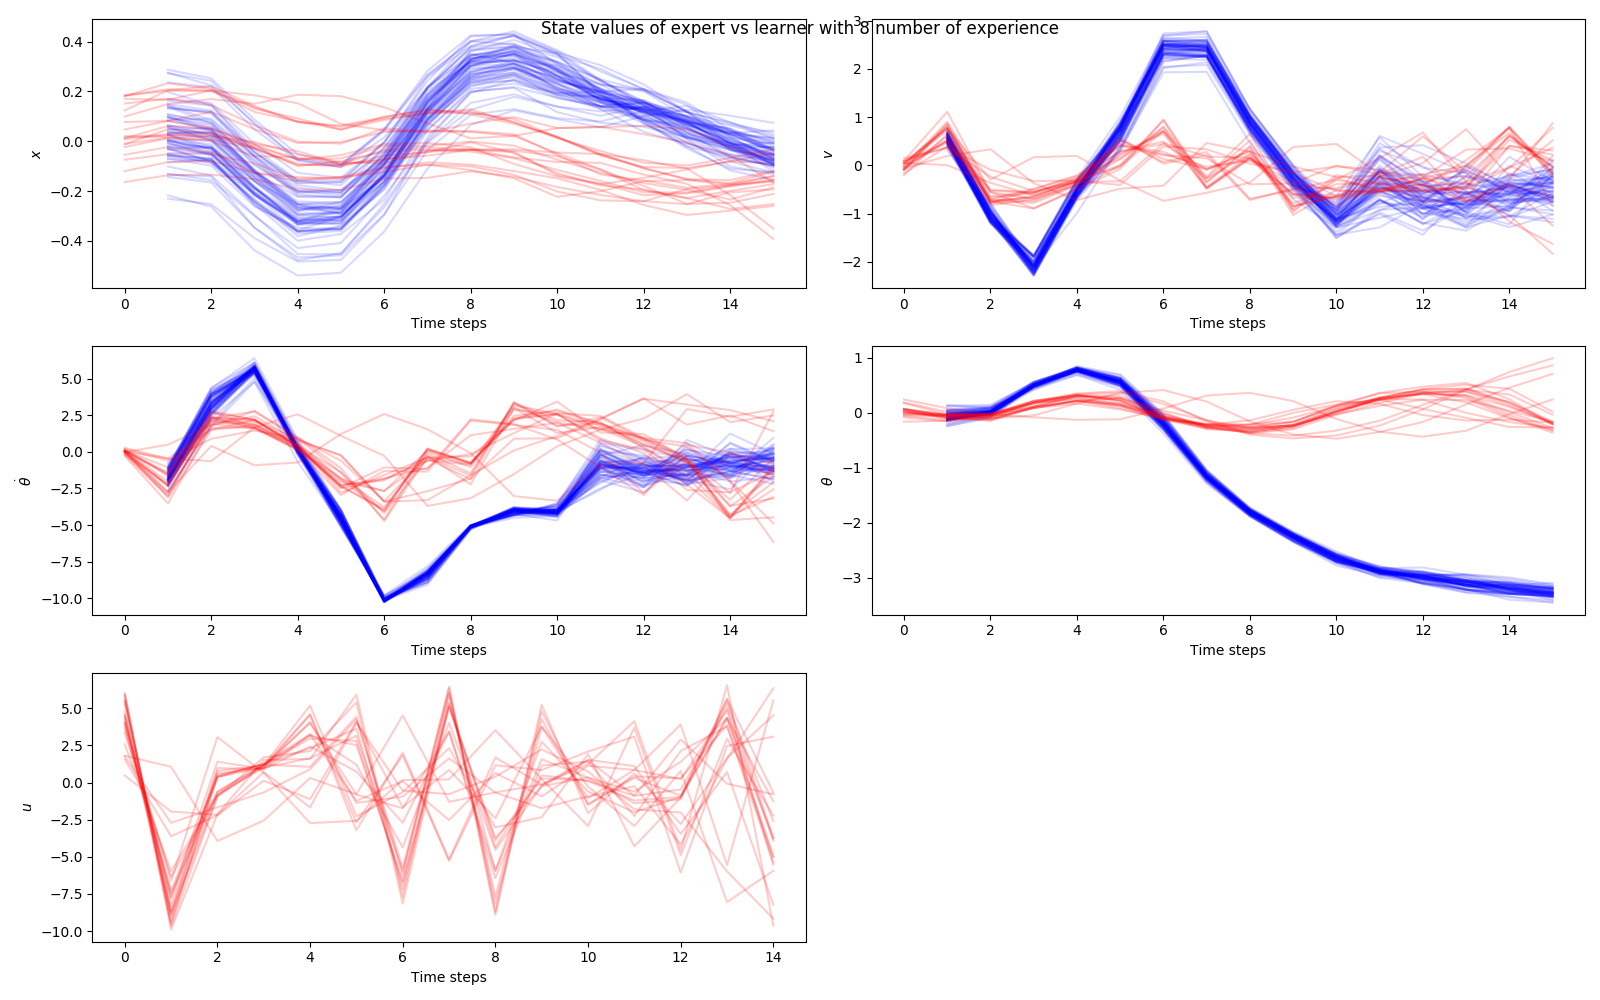 State values of expert vs learner with 8 number of experience
0.4
0.2
0.0
−0.2
−0.4
x
0 2 4 6 8 10 12 14
Time steps
3
2
1
0
−1
−2
v
0 2 4 6 8 10 12 14
Time steps
5.0
2.5
0.0
−2.5
−5.0
−7.5
−10.0
θ̇
0 2 4 6 8 10 12 14
Time steps
1
0
−1
−2
−3
θ
0 2 4 6 8 10 12 14
Time steps
5.0
2.5
0.0
−2.5
−5.0
−7.5
−10.0
u
0 2 4 6 8 10 12 14
Time steps